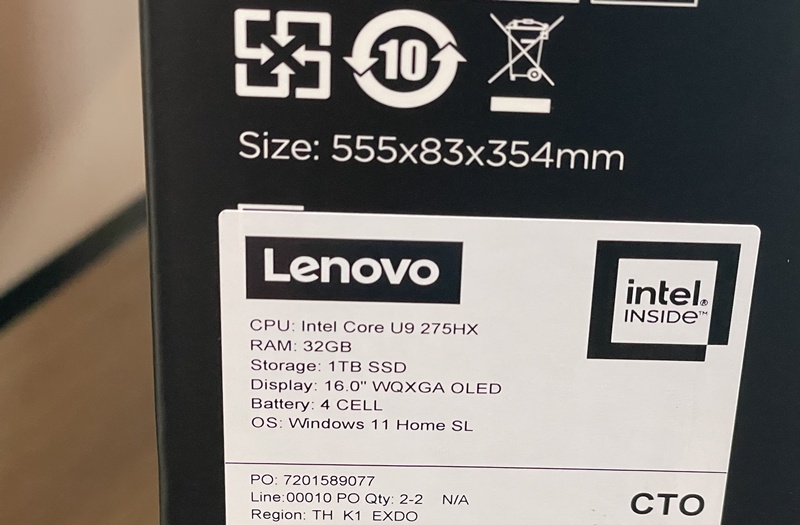 10
Size: 555x83x354mm
Lenovo
intel®
INSIDE™
CPU: Intel Core U9 275HX
RAM: 32GB
Storage: 1TB SSD
Display: 16.0" WQXGA OLED
Battery: 4 CELL
OS: Windows 11 Home SL
PO: 7201589077
Line:00010 PO Qty: 2-2 N/A
Region: TH K1 EXDO
CTO